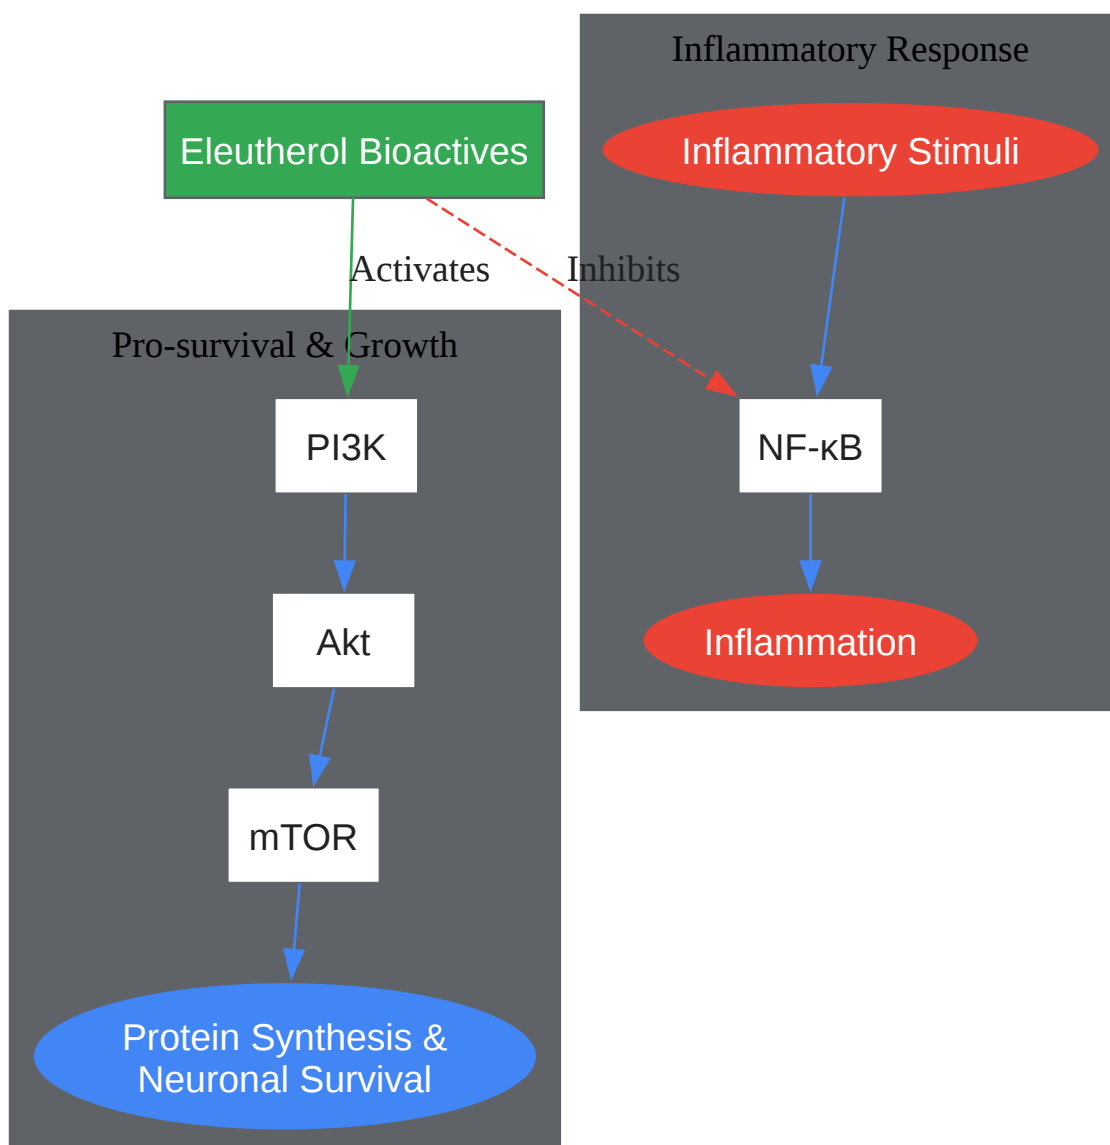 Inflammatory Response
Eleutherol Bioactives
Inflammatory Stimuli
Activates
Inhibits
Pro-survival & Growth
PI3K
NF-κB
Akt
Inflammation
mTOR
Protein Synthesis &
Neuronal Survival